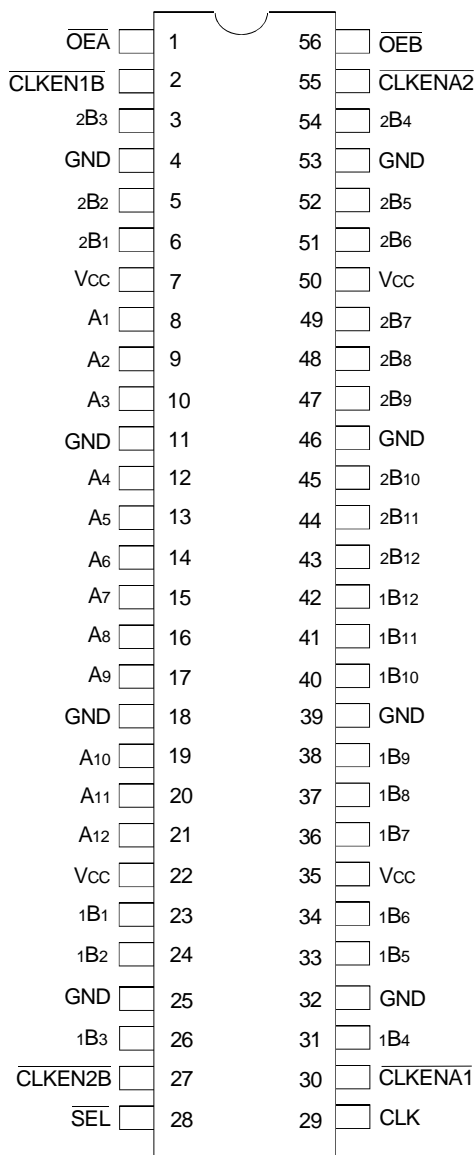 OEA 1 56 OEB
CLKEN1B 2 55 CLKENA2
2B3 3 54 2B4
GND 4 53 GND
2B2 5 52 2B5
2B1 6 51 2B6
VCC 7 50 VCC
A1 8 49 2B7
A2 9 48 2B8
A3 10 47 2B9
GND 11 46 GND
A4 12 45 2B10
A5 13 44 2B11
A6 14 43 2B12
A7 15 42 1B12
A8 16 41 1B11
A9 17 40 1B10
GND 18 39 GND
A10 19 38 1B9
A11 20 37 1B8
A12 21 36 1B7
VCC 22 35 VCC
1B1 23 34 1B6
1B2 24 33 1B5
GND 25 32 GND
1B3 26 31 1B4
CLKEN2B 27 30 CLKENA1
SEL 28 29 CLK